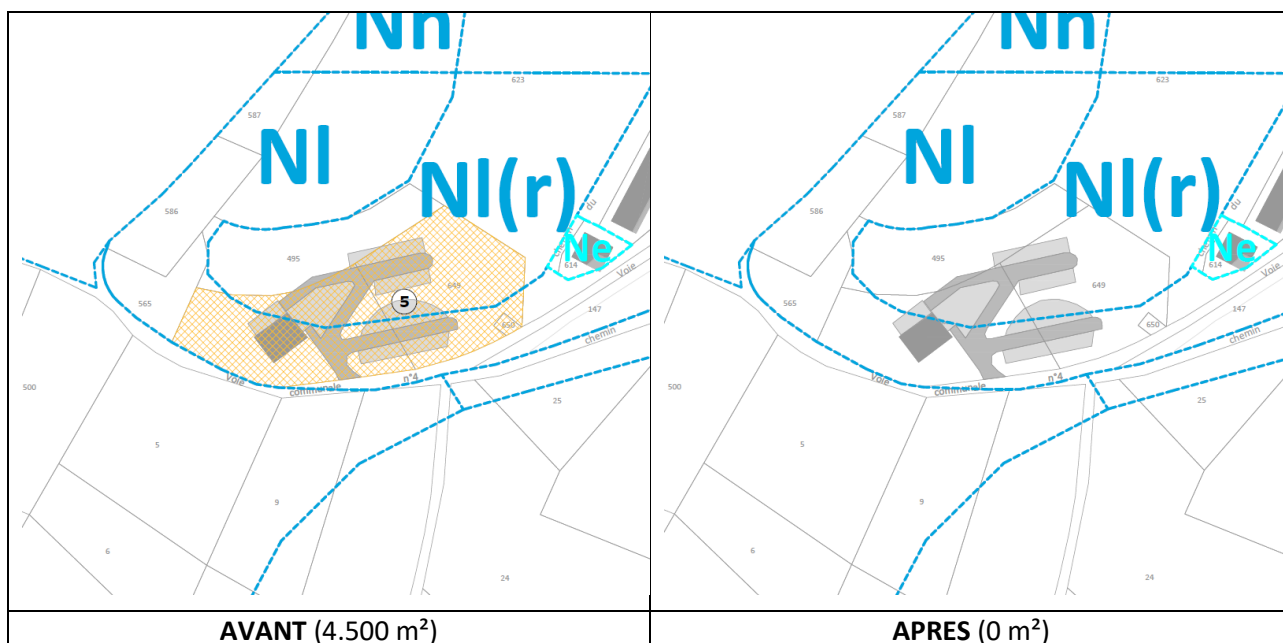 Nh
623
587
Nl
Nl(r)
586
du
chemin
Ne
495
614
Voie
649
565
5
147
650
chemin
Voie
n°4
500
communale
25
5
9
6
24
AVANT (4.500 m²)
Nh
623
587
Nl
Nl(r)
586
du
Ne
495
614
Voie
649
565
147
650
chemin
Voie
n°4
500
communale
25
5
9
6
24
APRES (0 m²)